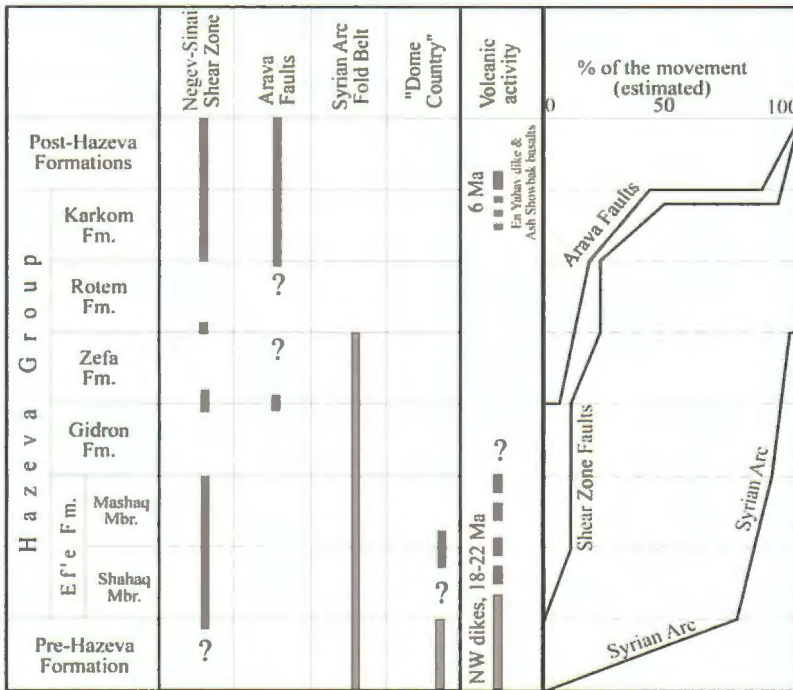 Negev-Sinai
Shear Zone
Arava
Faults
Syrian Arc
Fold Belt
"Dome
Country"
Volcanic
activity
% of the movement
(estimated)
0 50 100
Post-Hazeva
Formations
Hazeva Group
Karkom
Fm.
Rotem
Fm.
Zefa
Fm.
Gidron
Fm.
Ef'e Fm.
Mashaq
Mbr.
Shahaq
Mbr.
Pre-Hazeva
Formation
?
?
?
?
?
6 Ma
En Yahav dike &
Ash Showbak basalts
NW dikes, 18-22 Ma
Arava Faults
Shear Zone Faults
Syrian Arc
Syrian Arc